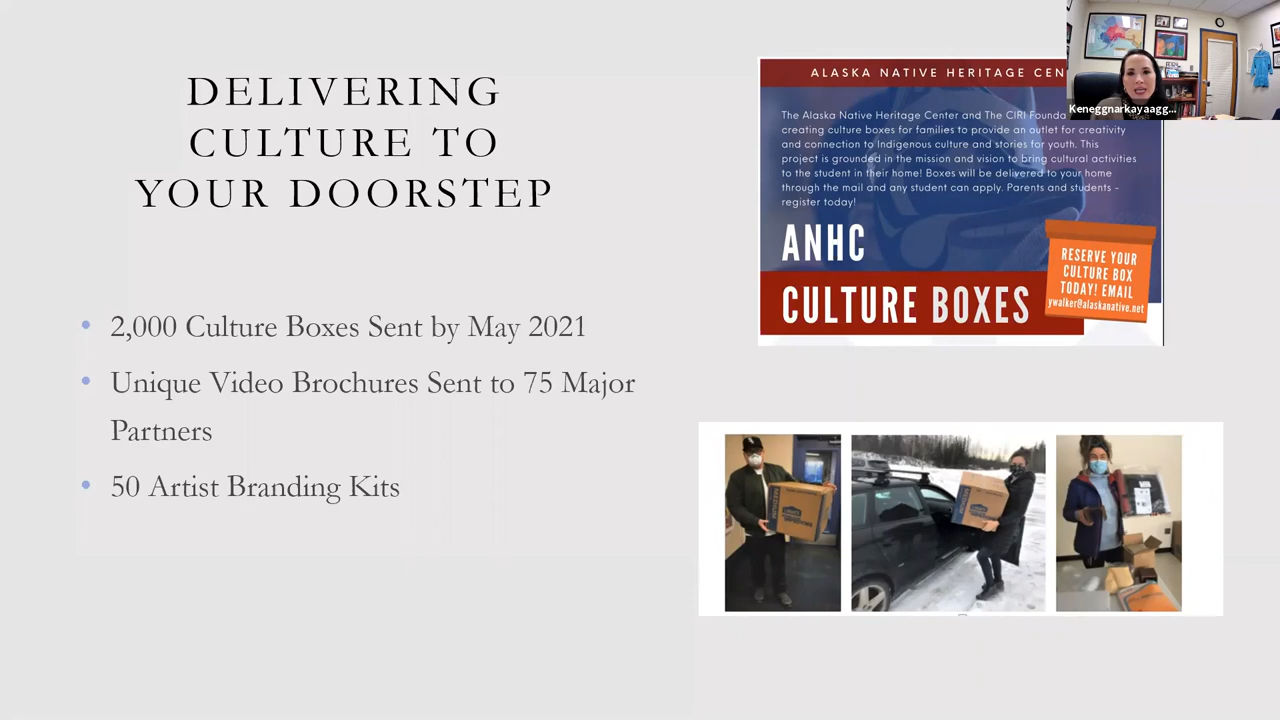 DELIVERING
CULTURE TO
YOUR DOORSTEP
• 2,000 Culture Boxes Sent by May 2021
• Unique Video Brochures Sent to 75 Major
Partners
• 50 Artist Branding Kits
ALASKA NATIVE HERITAGE CEN
The Alaska Native Heritage Center and The CIRI Founda
creating culture boxes for families to provide an outlet for creativity
and connection to Indigenous culture and stories for youth. This
project is grounded in the mission and vision to bring cultural activities
to the student in their home! Boxes will be delivered to your home
through the mail and any student can apply. Parents and students -
register today!
ANHC
CULTURE BOXES
RESERVE YOUR
CULTURE BOX
TODAY! EMAIL
ywalker@alaskanative.net
Keneggnarkayaagg...